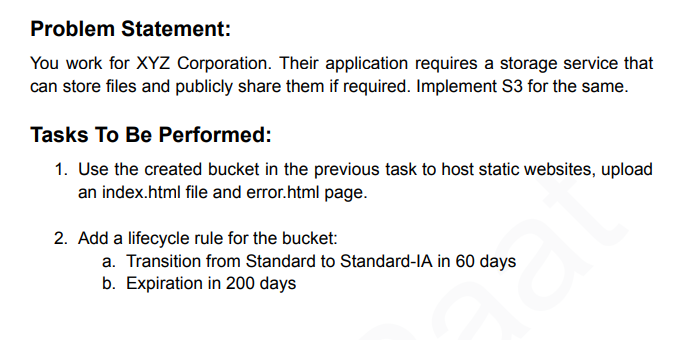 Problem Statement:
You work for XYZ Corporation. Their application requires a storage service that
can store files and publicly share them if required. Implement S3 for the same.
Tasks To Be Performed:
1. Use the created bucket in the previous task to host static websites, upload
an index.html file and error.html page.
2. Add a lifecycle rule for the bucket:
a. Transition from Standard to Standard-IA in 60 days
b. Expiration in 200 days